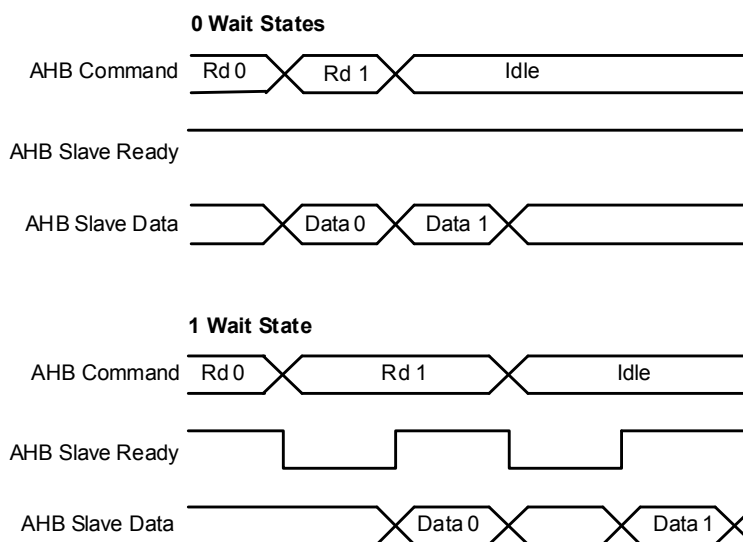 0 Wait States
AHB Command Rd 0 Rd 1 Idle
AHB Slave Ready
AHB Slave Data Data 0 Data 1
1 Wait State
AHB Command Rd 0 Rd 1 Idle
AHB Slave Ready
AHB Slave Data Data 0 Data 1